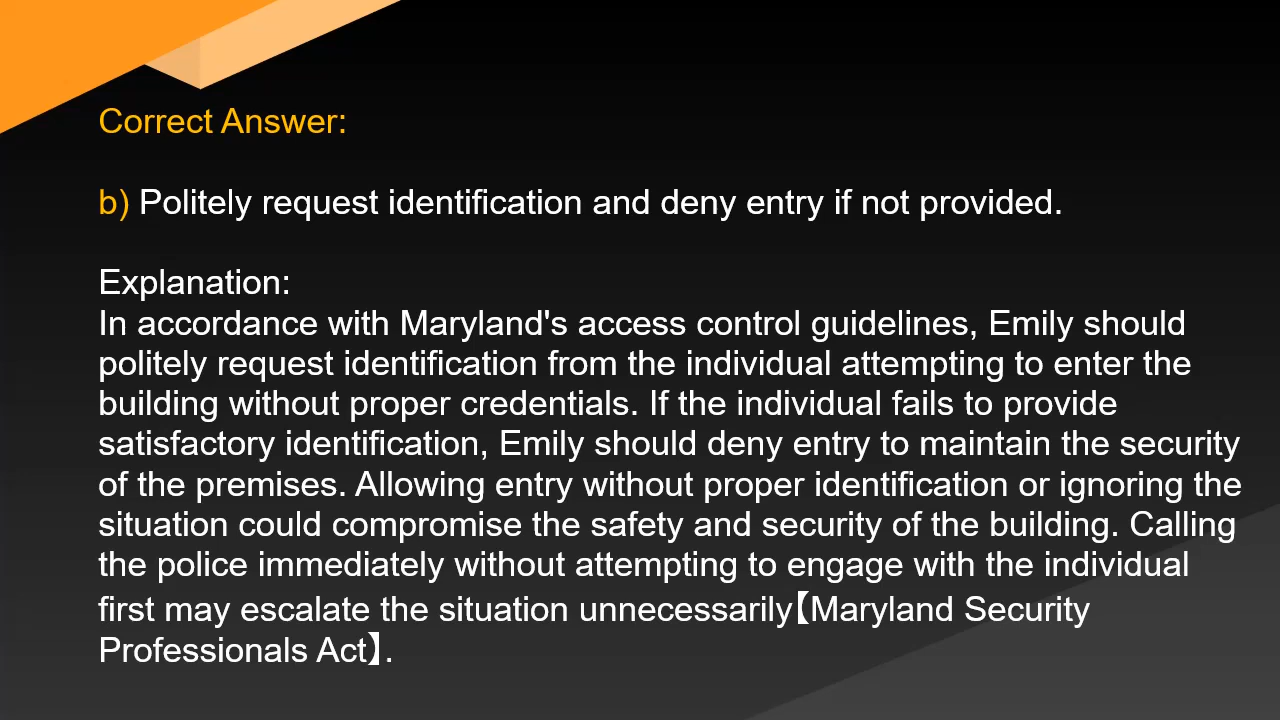 Correct Answer:
b) Politely request identification and deny entry if not provided.
Explanation:
In accordance with Maryland's access control guidelines, Emily should
politely request identification from the individual attempting to enter the
building without proper credentials. If the individual fails to provide
satisfactory identification, Emily should deny entry to maintain the security
of the premises. Allowing entry without proper identification or ignoring the
situation could compromise the safety and security of the building. Calling
the police immediately without attempting to engage with the individual
first may escalate the situation unnecessarily【Maryland Security
Professionals Act】.